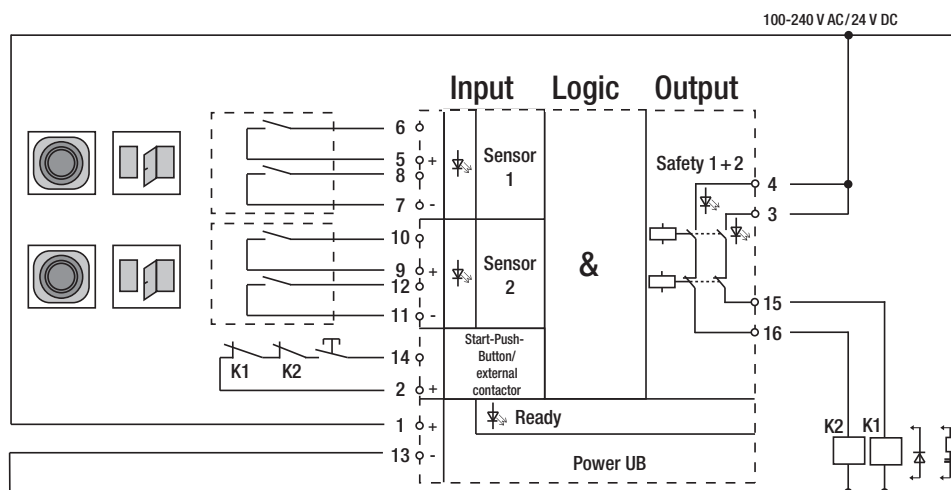 100-240 V AC/24 V DC
Input Logic Output
6
5 +
8
7 -
Sensor
1
Safety 1+2
4
3
10
9 +
12
11 -
Sensor
2
&
15
16
K1 K2
14
2 +
Start-Push-
Button/
external
contactor
1 +
Ready
13 -
Power UB
K2 K1